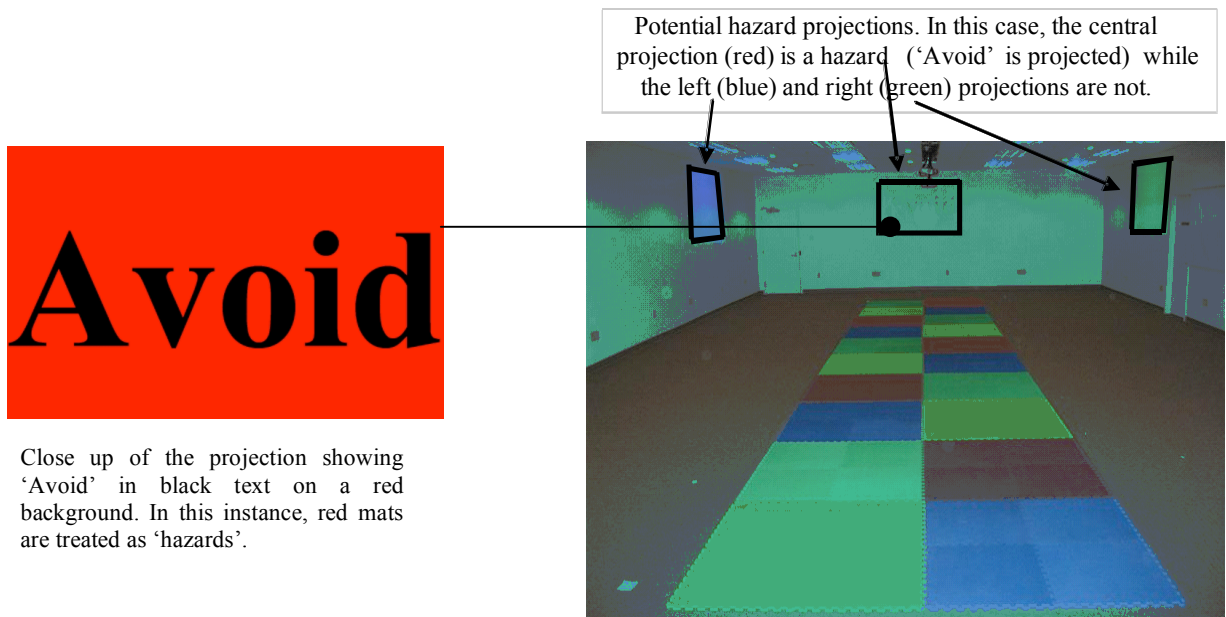 Potential hazard projections. In this case, the central
projection (red) is a hazard (‘Avoid’ is projected) while
the left (blue) and right (green) projections are not.
Avoid
Close up of the projection showing
‘Avoid’ in black text on a red
background. In this instance, red mats
are treated as ‘hazards’.